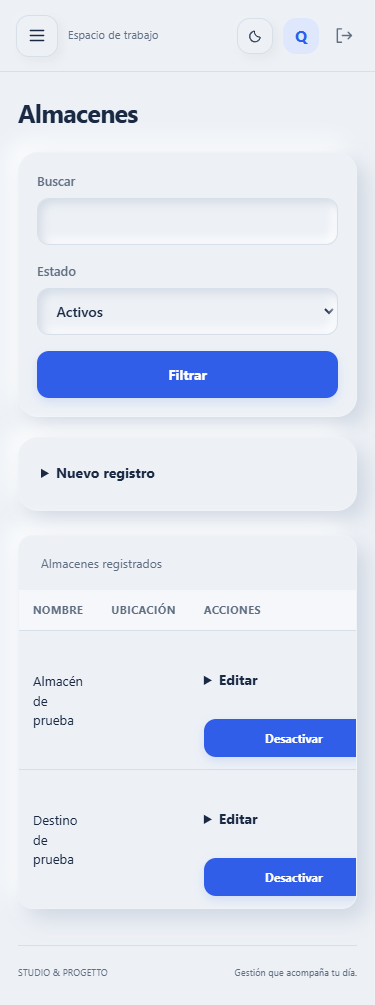 Espacio de trabajo
Q
Almacenes
Buscar
Estado
Activos
Filtrar
Nuevo registro
Almacenes registrados
NOMBRE UBICACIÓN ACCIONES
Almacén
de
prueba
Editar
Desactivar
Destino
de
prueba
Editar
Desactivar
STUDIO & PROGETTO Gestión que acompaña tu día.